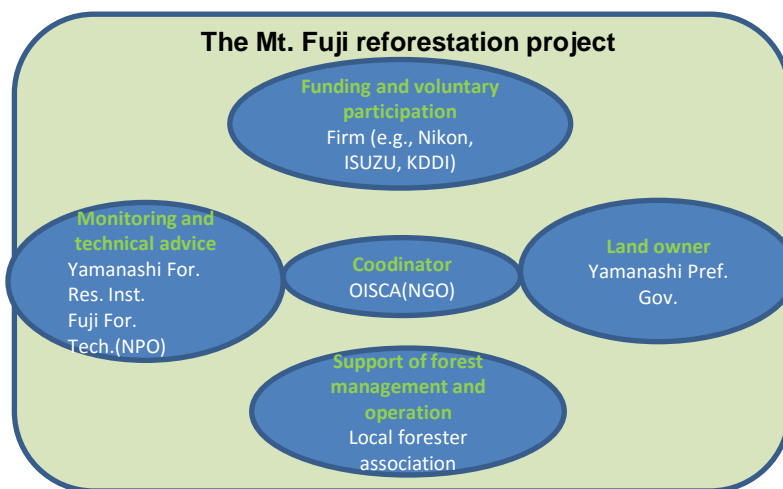 The Mt. Fuji reforestation project
Funding and voluntary
participation
Firm (e.g., Nikon,
ISUZU, KDDI)
Monitoring and
technical advice
Yamanashi For.
Res. Inst.
Fuji For.
Tech.(NPO)
Coodinator
OISCA(NGO)
Land owner
Yamanashi Pref.
Gov.
Support of forest
management and
operation
Local forester
association